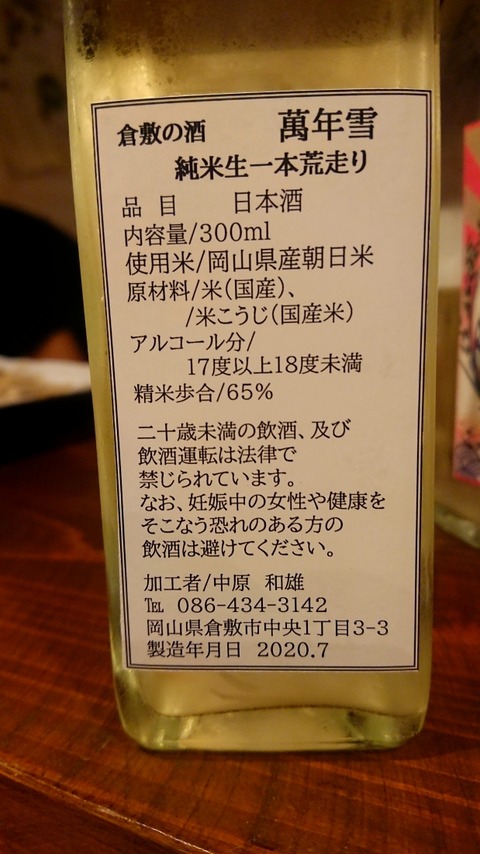 倉敷の酒 萬年雪
純米生一本荒走り
品 目 日本酒
内容量/300ml
使用米/岡山県産朝日米
原材料/米(国産)、
/米こうじ(国産米)
アルコール分/
17度以上18度未満
精米歩合/65%
二十歳未満の飲酒、及び
飲酒運転は法律で
禁じられています。
なお、妊娠中の女性や健康を
そこなう恐れのある方の
飲酒は避けてください。
加工者/中原 和雄
℡ 086-434-3142
岡山県倉敷市中央1丁目3-3
製造年月日 2020.7